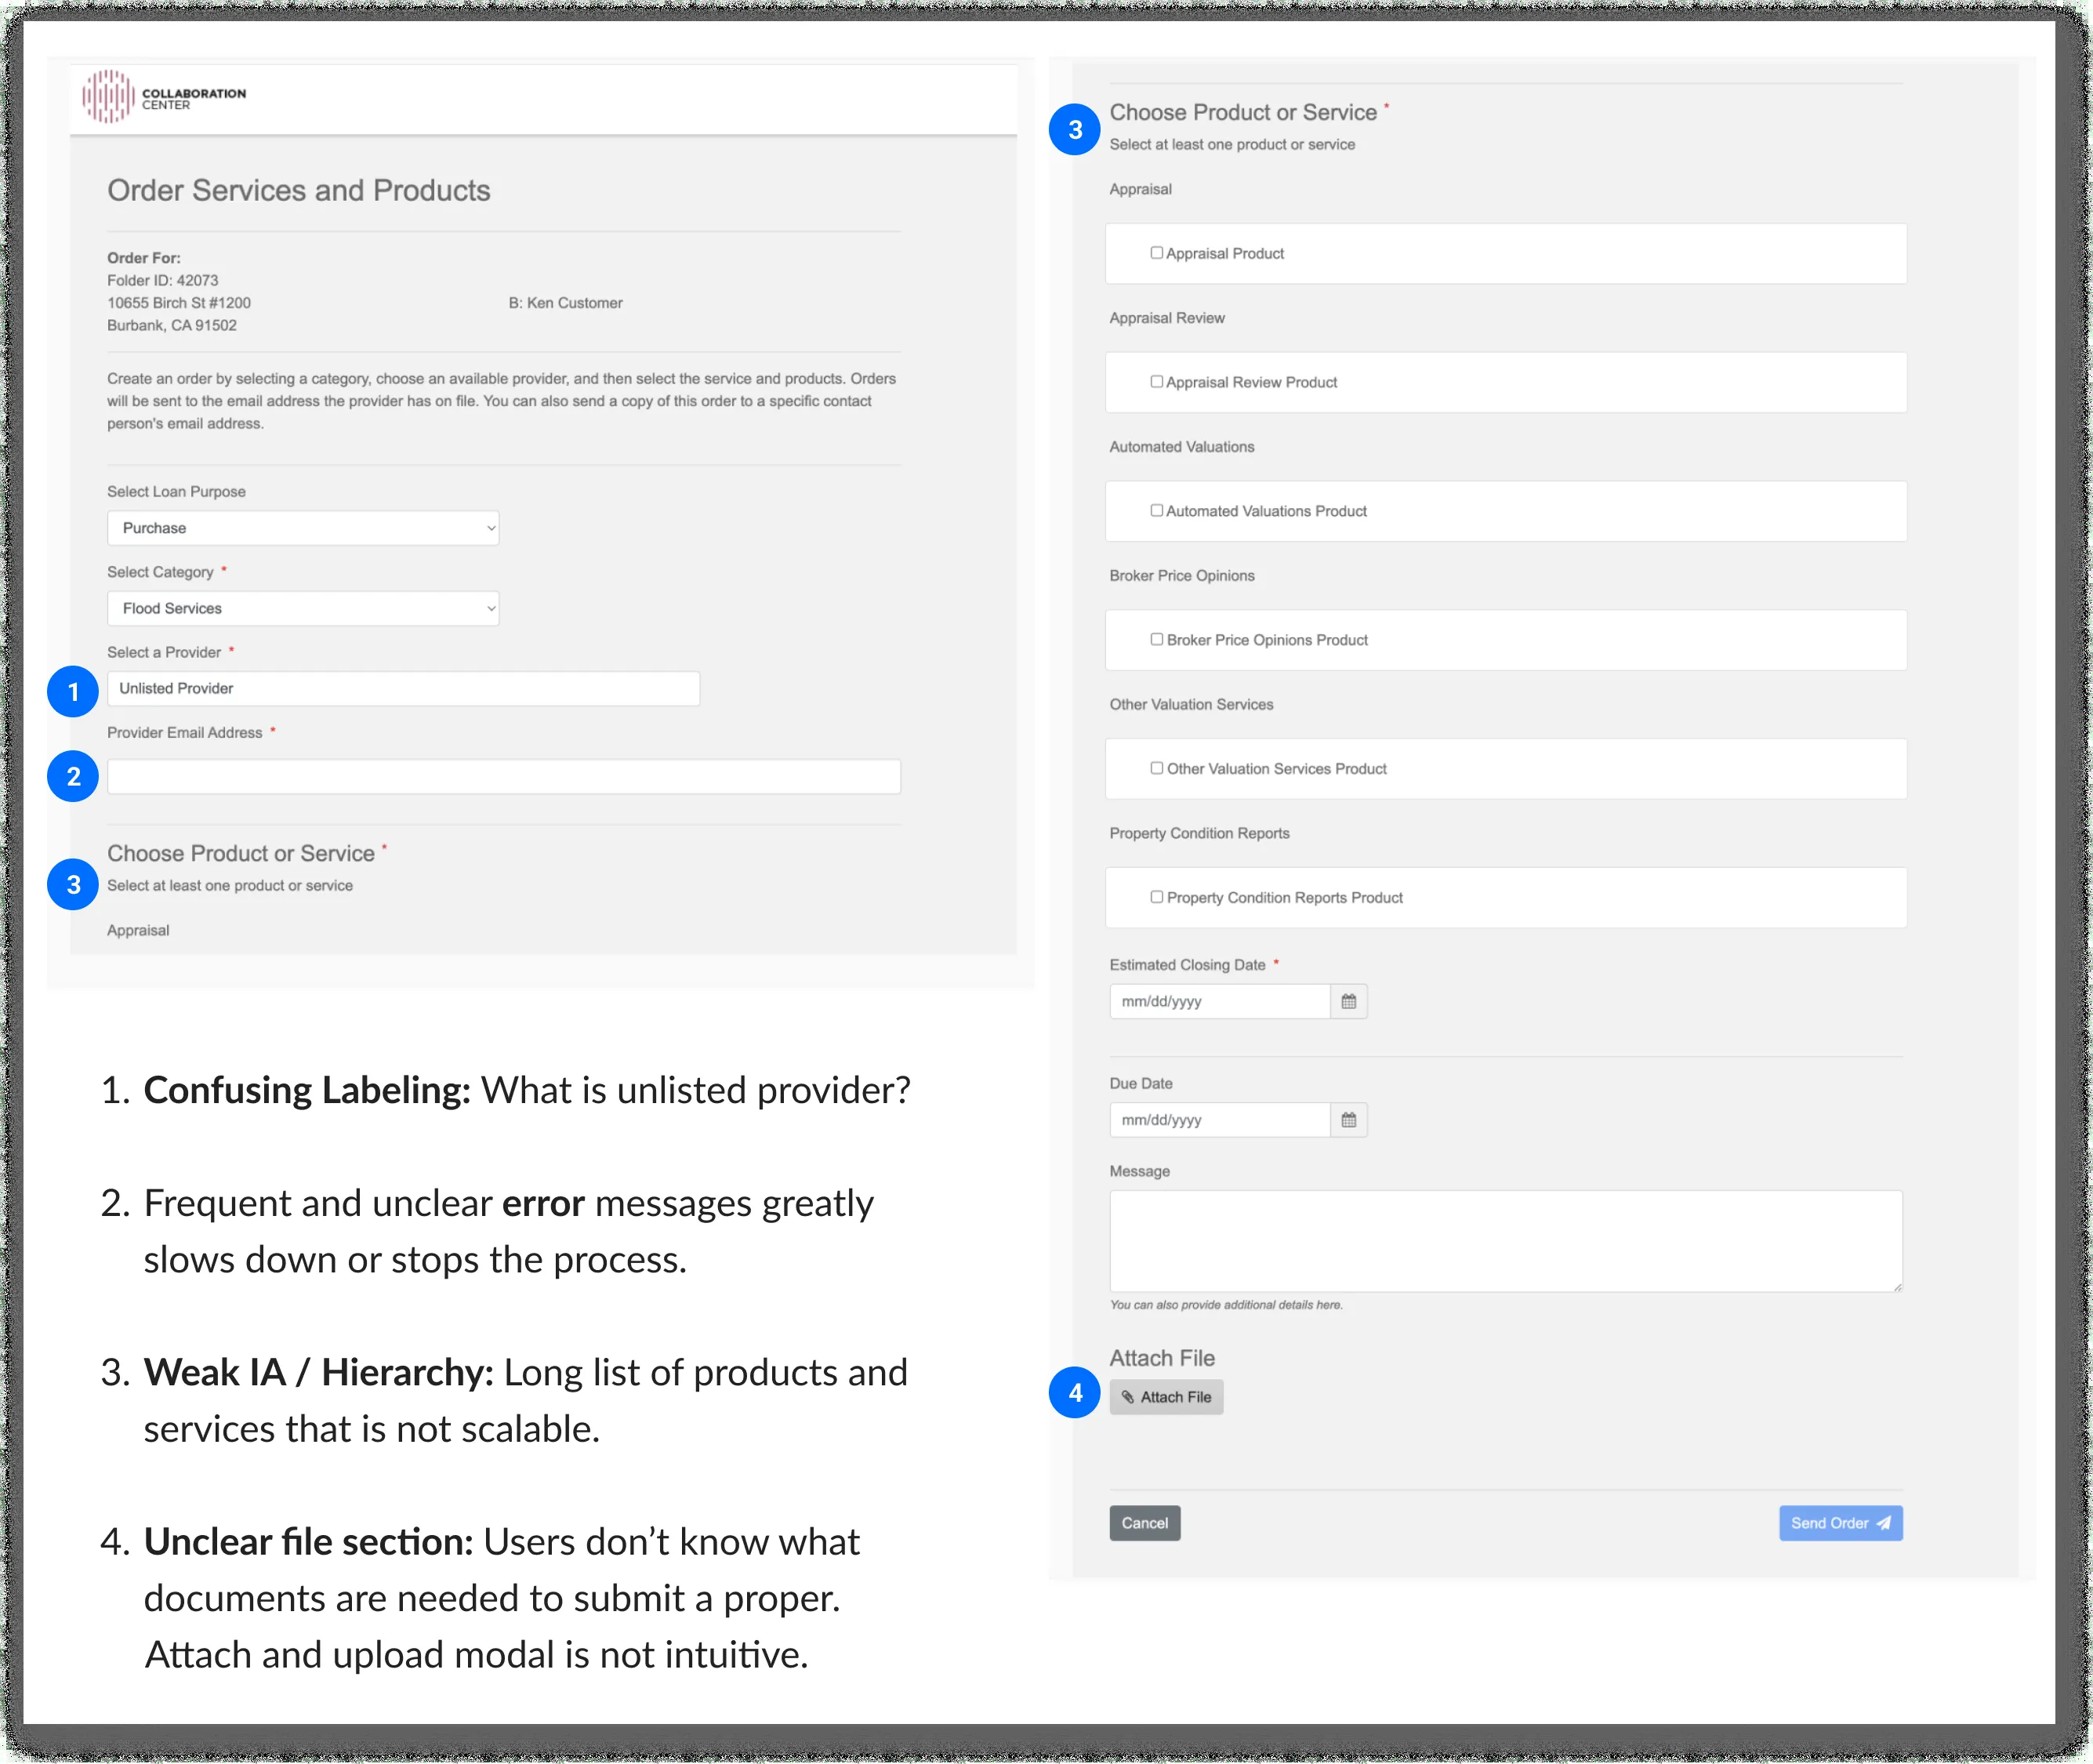 COLLABORATION
CENTER
Order Services and Products
Order For:
Folder ID: 42073
10655 Birch St #1200
B: Ken Customer
Burbank, CA 91502
Create an order by selecting a category, choose an available provider, and then select the service and products. Orders
will be sent to the email address the provider has on file. You can also send a copy of this order to a specific contact
person's email address.
Select Loan Purpose
Purchase
Select Category *
Flood Services
Select a Provider *
1
Unlisted Provider
Provider Email Address *
2
Choose Product or Service *
3
Select at least one product or service
Appraisal
1. Confusing Labeling: What is unlisted provider?
2. Frequent and unclear error messages greatly
slows down or stops the process.
3. Weak IA / Hierarchy: Long list of products and
services that is not scalable.
4. Unclear file section: Users don’t know what
documents are needed to submit a proper.
Attach and upload modal is not intuitive.
3
Choose Product or Service *
Select at least one product or service
Appraisal
Appraisal Product
Appraisal Review
Appraisal Review Product
Automated Valuations
Automated Valuations Product
Broker Price Opinions
Broker Price Opinions Product
Other Valuation Services
Other Valuation Services Product
Property Condition Reports
Property Condition Reports Product
Estimated Closing Date *
mm/dd/yyyy
Due Date
mm/dd/yyyy
Message
You can also provide additional details here.
Attach File
4
Attach File
Cancel
Send Order